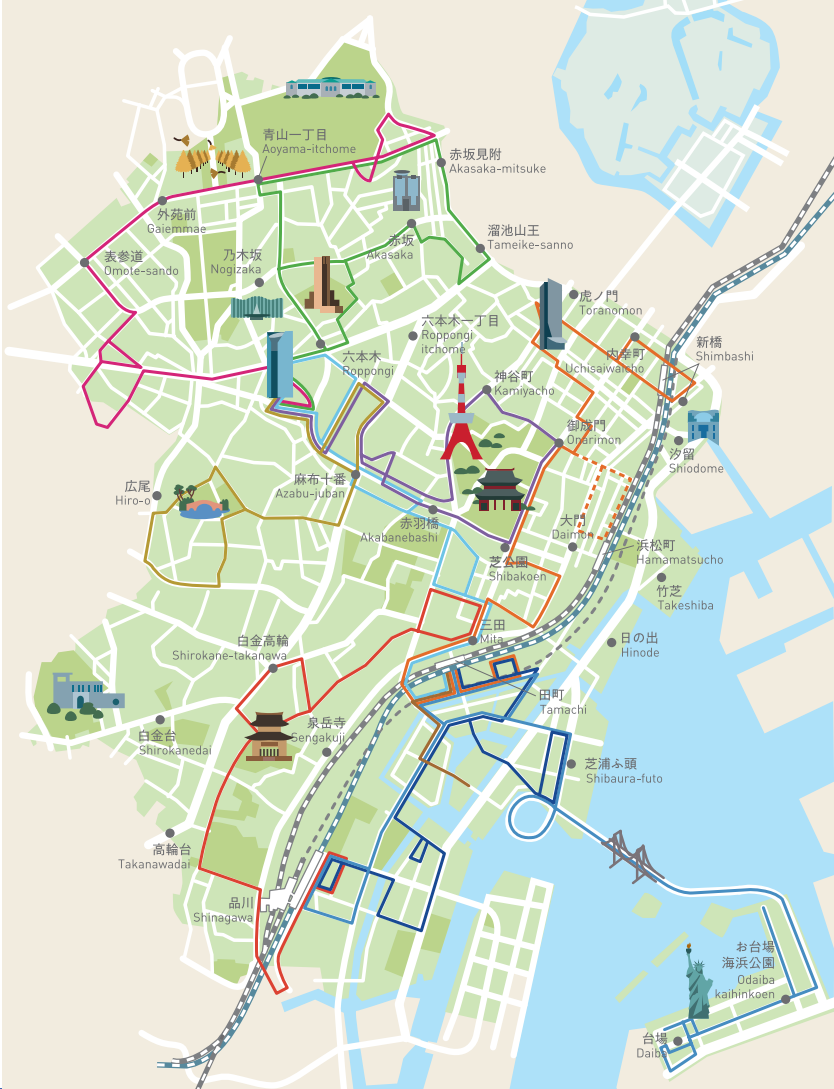 青山一丁目
Aoyama-itchome
赤坂見附
Akasaka-mitsuke
外苑前
Gaiemmae
赤坂
Akasaka
溜池山王
Tameike-sanno
表参道
Omote-sando
乃木坂
Nogizaka
虎ノ門
Toranomon
六本木一丁目
Roppongi
itchome
内幸町
Uchisaiwaicho
新橋
Shimbashi
六本木
Roppongi
神谷町
Kamiyacho
御成門
Onarimon
汐留
Shiodome
広尾
Hiro-o
麻布十番
Azabu-juban
赤羽橋
Akabanebashi
大門
Daimon
浜松町
Hamamatsucho
芝公園
Shibakoen
竹芝
Takeshiba
三田
Mita
日の出
Hinode
白金高輪
Shirokane-takanawa
田町
Tamachi
白金台
Shirokanedai
泉岳寺
Sengakuji
芝浦ふ頭
Shibaura-futo
高輪台
Takanawadai
品川
Shinagawa
お台場
海浜公園
Odaiba
kaihinkoen
台場
Daiba